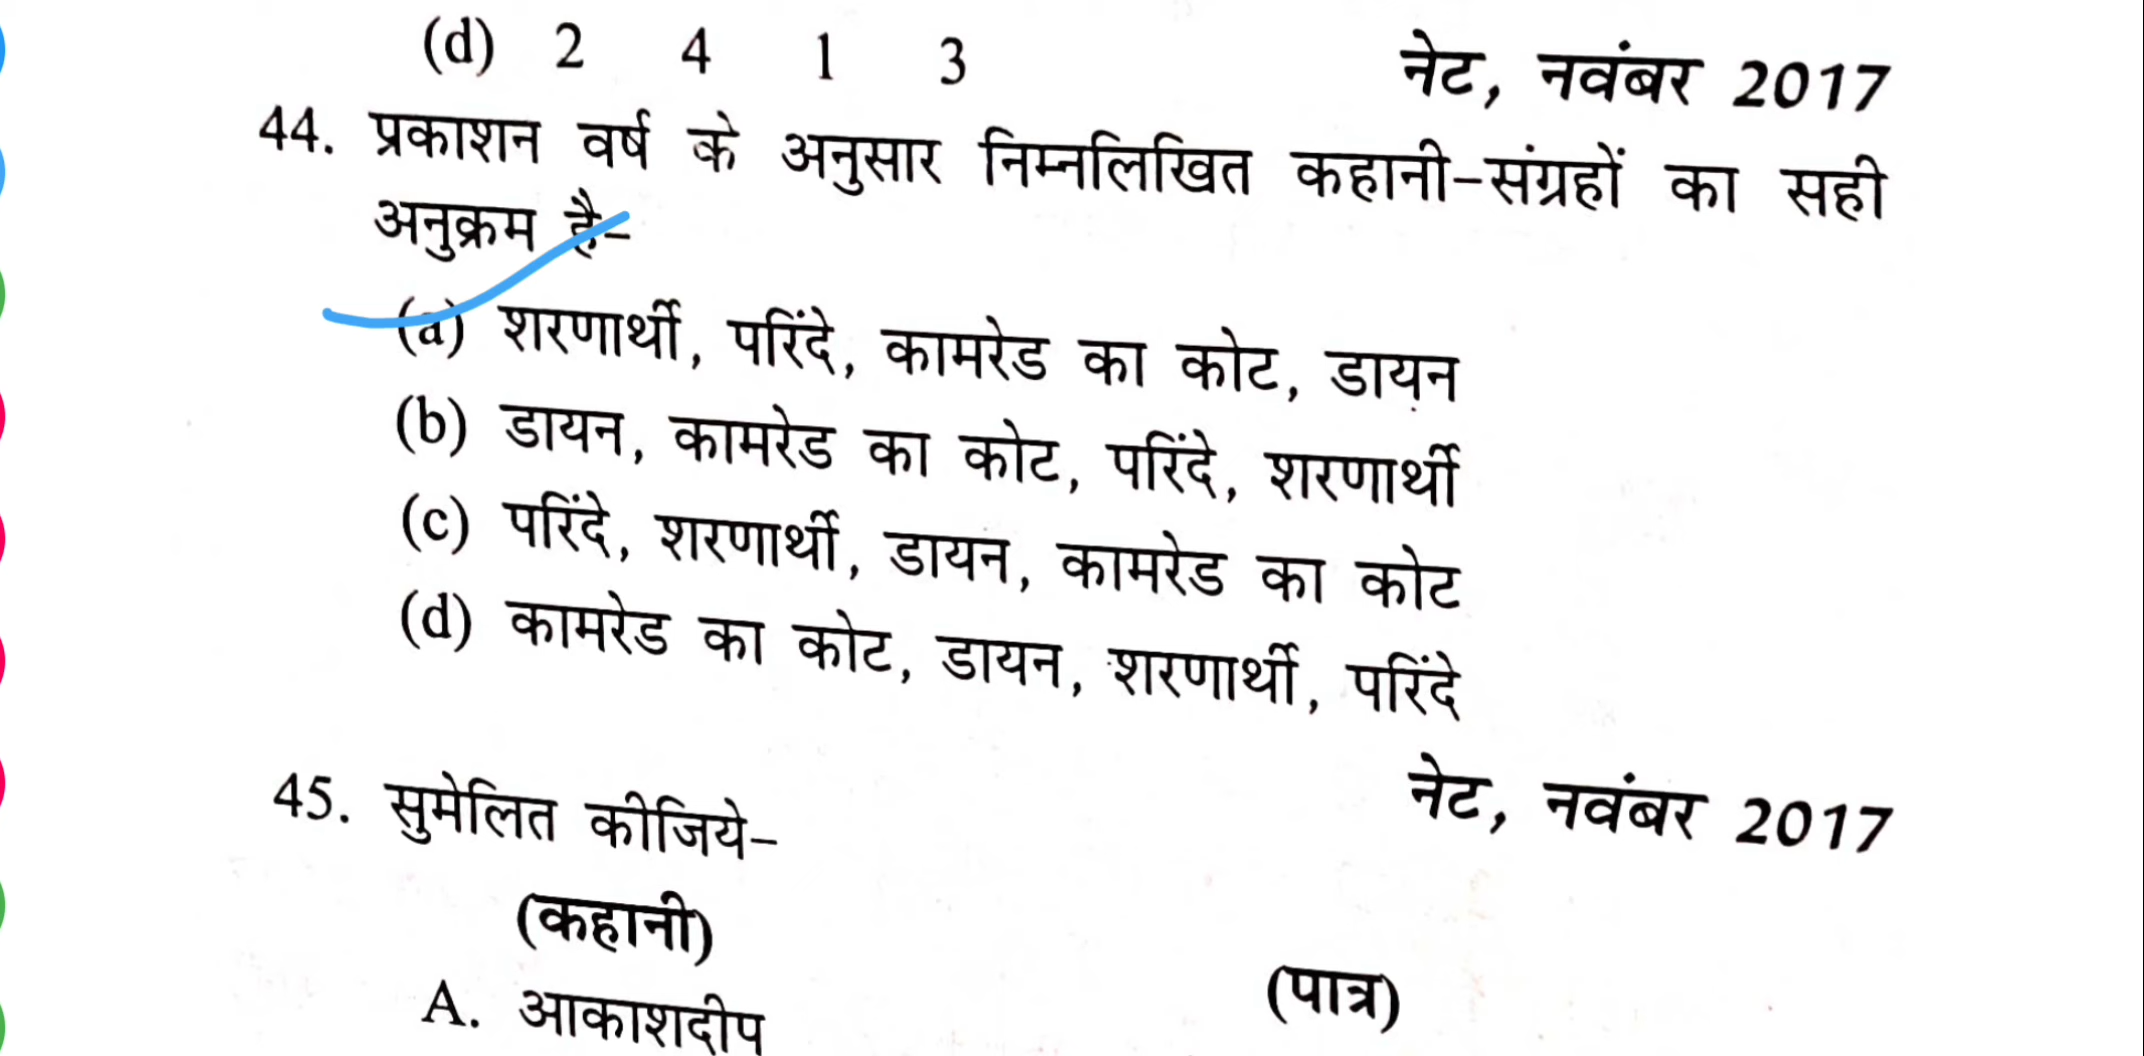 (d) 2 4 1 3
नेट, नवंबर 2017
44. प्रकाशन वर्ष के अनुसार निम्नलिखित कहानी-संग्रहों का सही
अनुक्रम है-
(a) शरणार्थी, परिंदे, कामरेड का कोट, डायन
(b) डायन, कामरेड का कोट, परिंदे, शरणार्थी
(c) परिंदे, शरणार्थी, डायन, कामरेड का कोट
(d) कामरेड का कोट, डायन, शरणार्थी, परिंदे
नेट, नवंबर 2017
45. सुमेलित कीजिये-
(कहानी)
(पात्र)
A. आकाशदीप